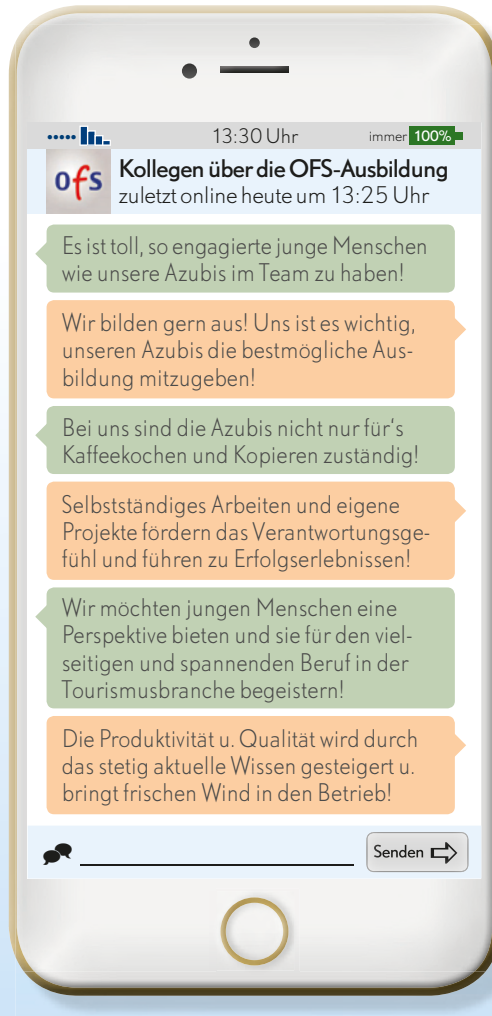 13:30 Uhr
immer 100%
ofs
Kollegen über die OFS-Ausbildung
zuletzt online heute um 13:25 Uhr
Es ist toll, so engagierte junge Menschen
wie unsere Azubis im Team zu haben!
Wir bilden gern aus! Uns ist es wichtig,
unseren Azubis die bestmögliche Aus-
bildung mitzugeben!
Bei uns sind die Azubis nicht nur für‘s
Kaffeekochen und Kopieren zuständig!
Selbstständiges Arbeiten und eigene
Projekte fördern das Verantwortungsge-
fühl und führen zu Erfolgserlebnissen!
Wir möchten jungen Menschen eine
Perspektive bieten und sie für den viel-
seitigen und spannenden Beruf in der
Tourismusbranche begeistern!
Die Produktivität u. Qualität wird durch
das stetig aktuelle Wissen gesteigert u.
bringt frischen Wind in den Betrieb!
Senden